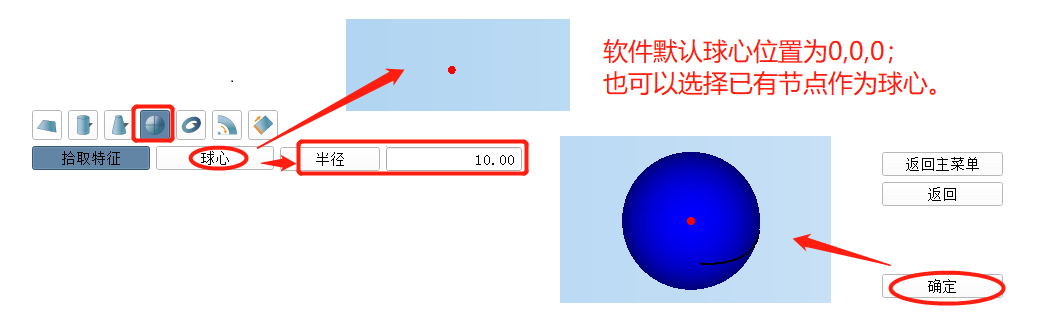 软件默认球心位置为0,0,0；
也可以选择已有节点作为球心。
拾取特征
球心
半径
10.00
返回主菜单
返回
确定